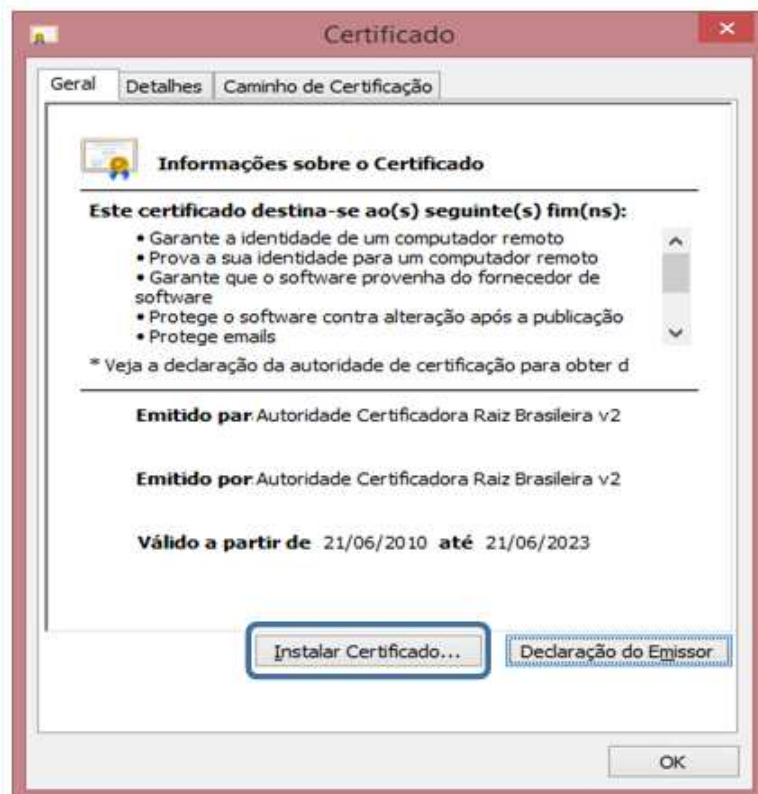 Certificado
Geral Detalhes Caminho de Certificação
Informações sobre o Certificado
Este certificado destina-se ao(s) seguinte(s) fim(ns):
• Garante a identidade de um computador remoto
• Prova a sua identidade para um computador remoto
• Garante que o software provenha do fornecedor de
software
• Protege o software contra alteração após a publicação
• Protege emails
* Veja a declaração da autoridade de certificação para obter d
Emitido par Autoridade Certificadora Raiz Brasileira v2
Emitido por Autoridade Certificadora Raiz Brasileira v2
Válido a partir de 21/06/2010 até 21/06/2023
Instalar Certificado... Declaração do Emissor
OK